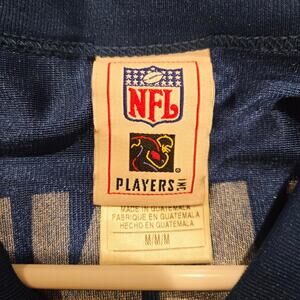 NFL
PLAYERS INC
MADE IN GUATEMALA
FABRIQUE EN GUATEMALA
HECHO EN GUATEMALA
M/M/M